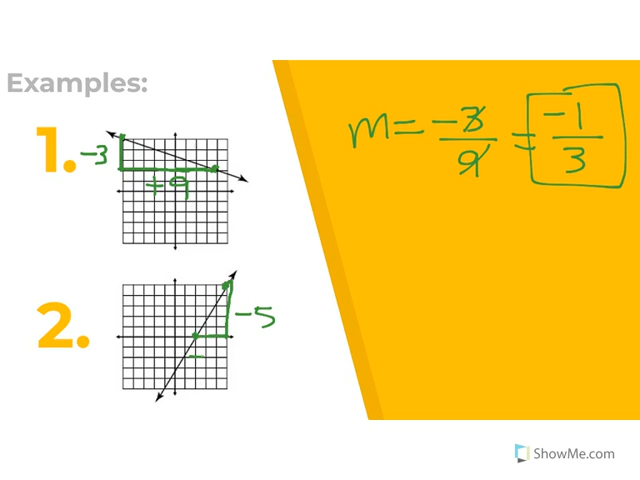 Examples:
1.
-3
+9
m = -3/9 = -1/3
2.
-5
-
ShowMe.com